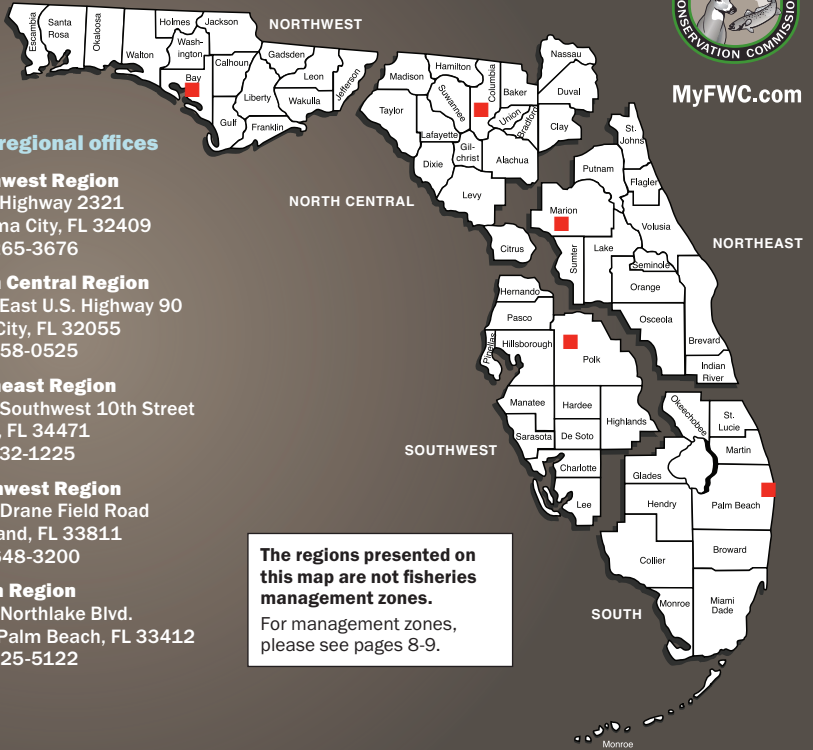 ONSERVATION COMMISSIO
MyFWC.com
NORTHWEST
Escambia
Santa
Rosa
Okaloosa
Walton
Holmes
Wash-
ington
Bay
Jackson
Calhoun
Gulf
Liberty
Franklin
Gadsden
Leon
Wakulla
Jefferson
NORTH CENTRAL
Madison
Hamilton
Taylor
Suwannee
Lafayette
Columbia
Baker
Union
Bradford
Nassau
Duval
Clay
Dixie
Gil-
christ
Alachua
Levy
Citrus
NORTHEAST
St.
Johns
Putnam
Flagler
Marion
Volusia
Sumter
Lake
Seminole
Orange
Osceola
Brevard
Indian
River
SOUTHWEST
Hernando
Pasco
Pinellas
Hillsborough
Polk
Manatee
Hardee
Highlands
Sarasota
De Soto
Charlotte
Lee
SOUTH
Okeechobee
St.
Lucie
Martin
Glades
Hendry
Palm Beach
Collier
Broward
Monroe
Miami
Dade
Monroe
regional offices
west Region
Highway 2321
ma City, FL 32409
65-3676
Central Region
East U.S. Highway 90
City, FL 32055
58-0525
east Region
Southwest 10th Street
, FL 34471
32-1225
west Region
Drane Field Road
and, FL 33811
48-3200
Region
Northlake Blvd.
Palm Beach, FL 33412
25-5122
The regions presented on
this map are not fisheries
management zones.
For management zones,
please see pages 8-9.